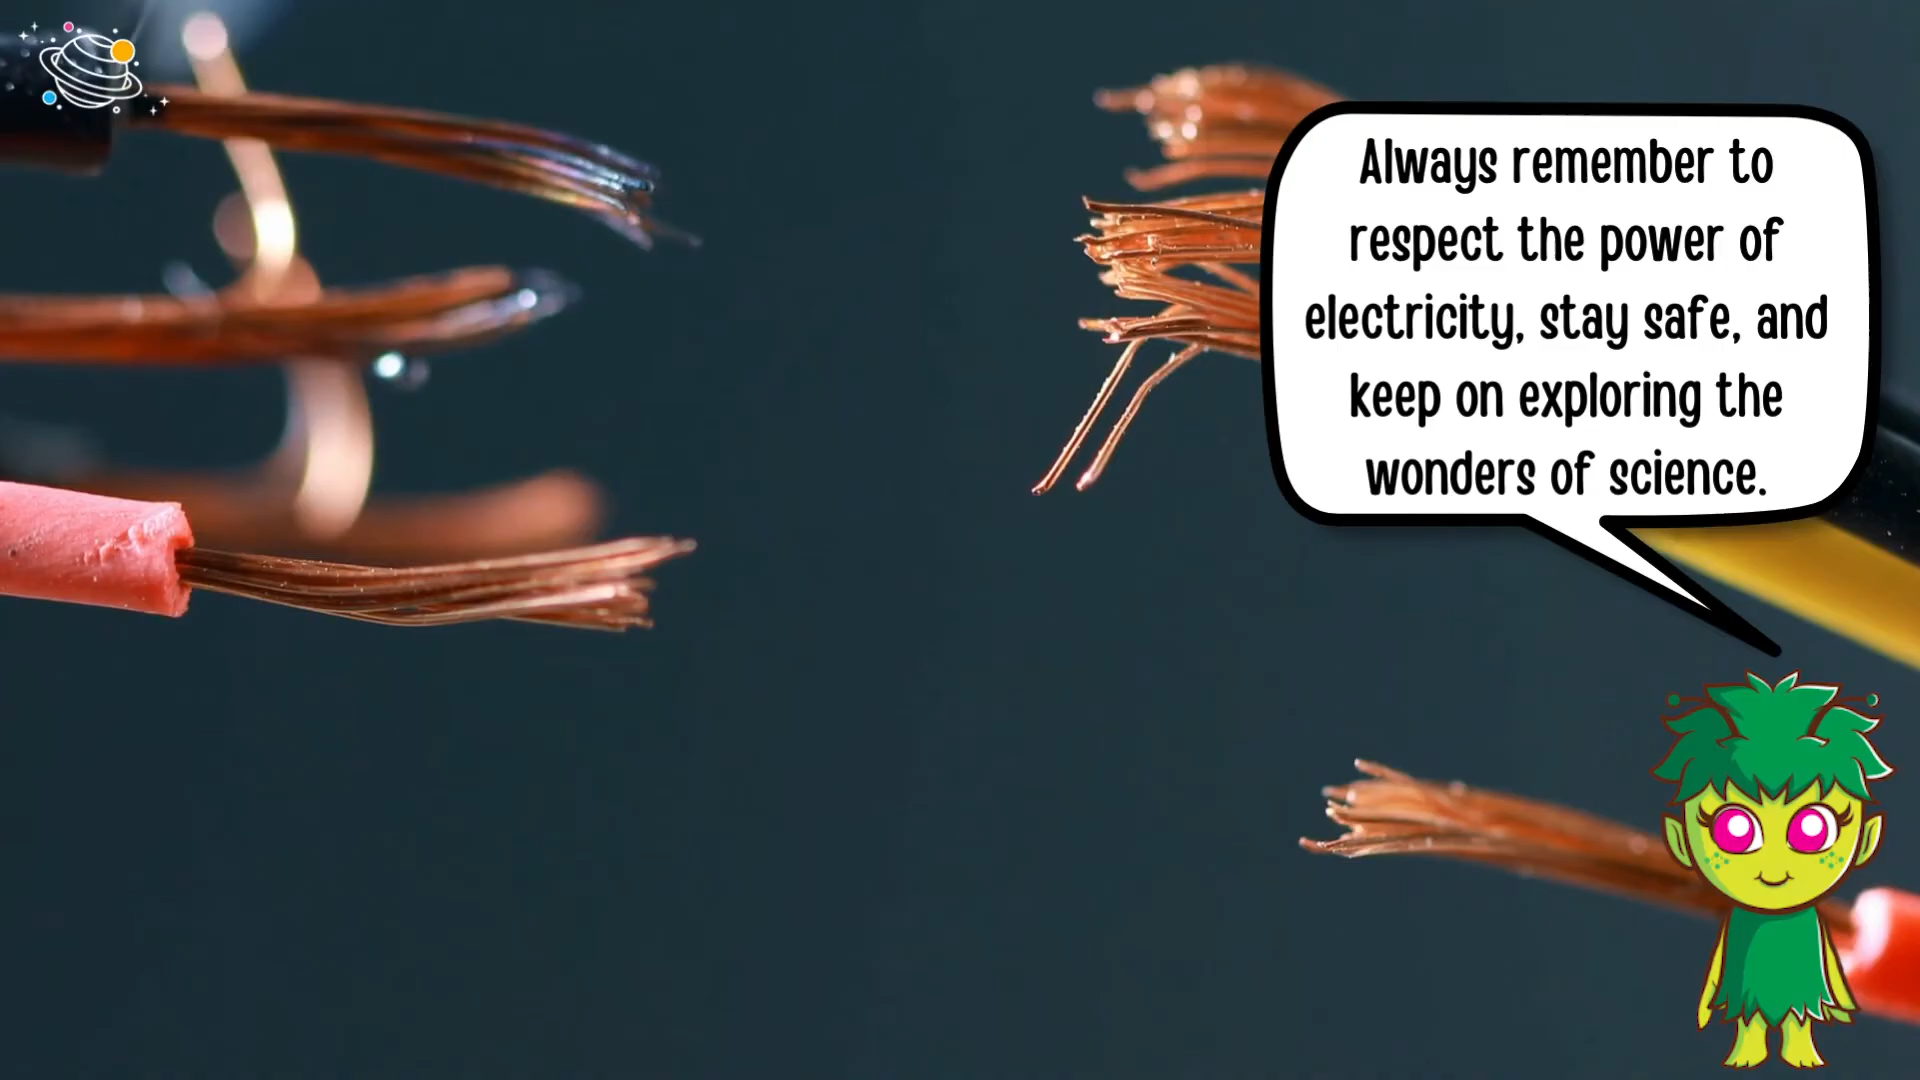 Always remember to
respect the power of
electricity, stay safe, and
keep on exploring the
wonders of science.